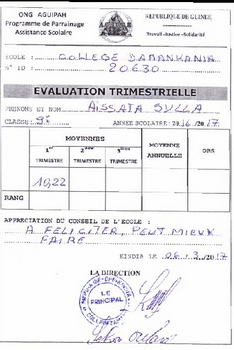 ONG AGUIPAH
Programme de Parrainage
Assistance Scolaire
REPUBLIQUE DE GUINEE
Travail-Justice-Solidarité
ECOLE : COLLEGE DAMANKANIA
N° ID : 20630
EVALUATION TRIMESTRIELLE
PRENOMS ET NOM : AISSATA SYLLA
CLASSE: 9e ANNEE SCOLAIRE: 2016/2017
MOYENNES
1er TRIMESTRE
2ème TRIMESTRE
3ème TRIMESTRE
MOYENNE ANNUELLE
OBS
10,22
RANG
APPRECIATION DU CONSEIL DE L'ECOLE :
A FELICITER, PEUT MIEUX
FAIRE
KINDIA LE 06/3/2017
LA DIRECTION
LE
PRINCIPAL